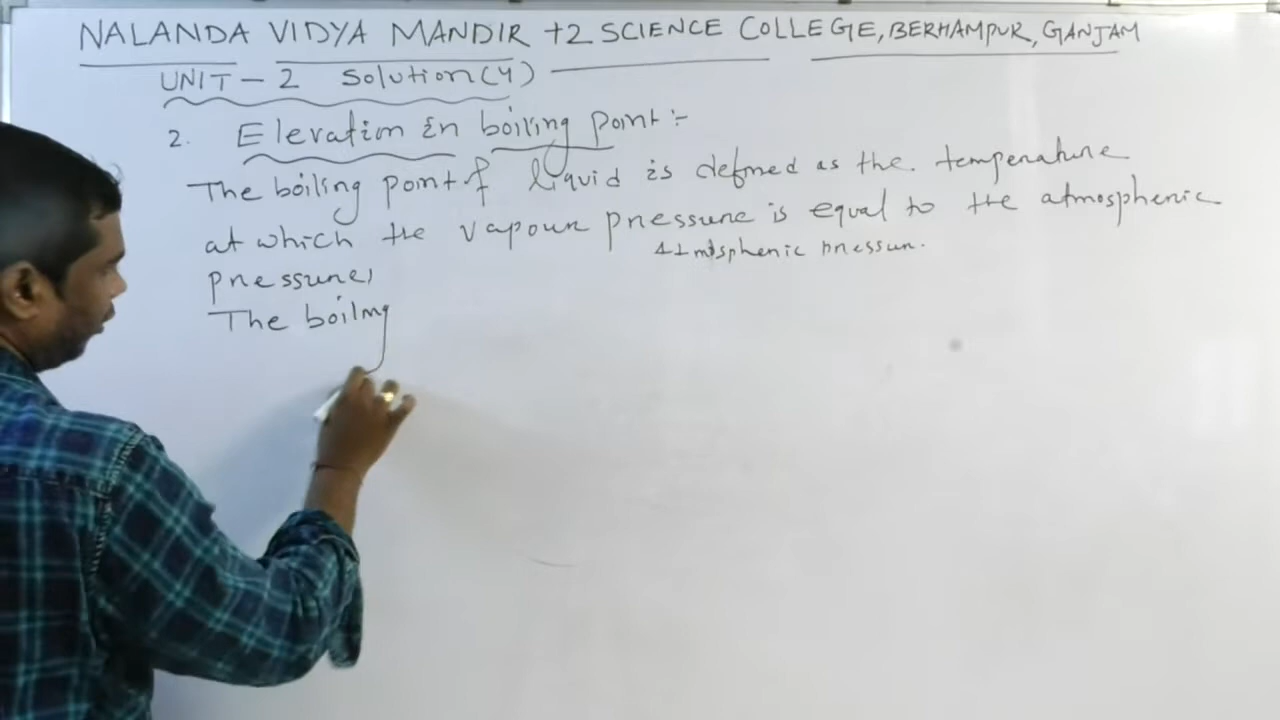 NALANDA VIDYA MANDIR +2 SCIENCE COLLEGE, BERHAMPUR, GANJAM
UNIT - 2 Solution(4)
2. Elevation in boiling point :-
The boiling point of liquid is defined as the. temperature
at which the vapour pressure is equal to the atmospheric
Atmospheric pressur.
pressure,
The boiling